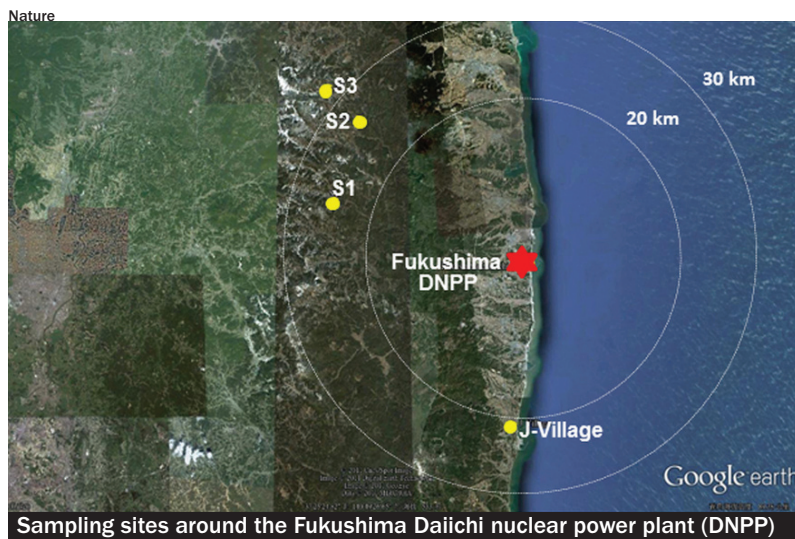 Nature
S3
30 km
20 km
S2
S1
Fukushima
DNPP
J-Village
Google earth
Sampling sites around the Fukushima Daiichi nuclear power plant (DNPP)